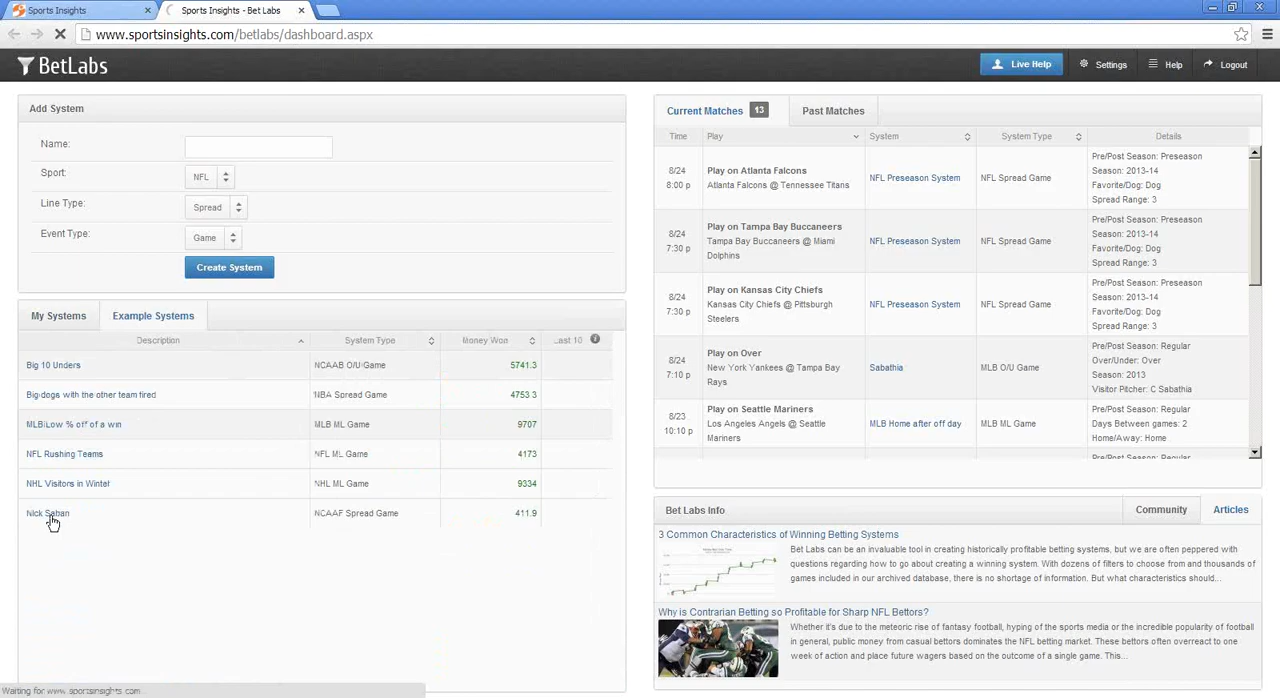 Sports Insights
Sports Insights - Bet Labs
www.sportsinsights.com/betlabs/dashboard.aspx
BetLabs
Live Help
Settings
Help
Logout
Add System
Name:
Sport:
NFL
Line Type:
Spread
Event Type:
Game
Create System
My Systems
Example Systems
Description
System Type
Money Won
Last 10
Big 10 Unders
NCAAB O/U Game
5741.3
Big dogs with the other team fired
NBA Spread Game
4753.3
MLB Low % off of a win
MLB ML Game
9707
NFL Rushing Teams
NFL ML Game
4173
NHL Visitors in Winter
NHL ML Game
9334
Nick Saban
NCAAF Spread Game
411.9
Current Matches 13
Past Matches
Time
Play
System
System Type
Details
8/24
8:00 p
Play on Atlanta Falcons
Atlanta Falcons @ Tennessee Titans
NFL Preseason System
NFL Spread Game
Pre/Post Season: Preseason
Season: 2013-14
Favorite/Dog: Dog
Spread Range: 3
8/24
7:30 p
Play on Tampa Bay Buccaneers
Tampa Bay Buccaneers @ Miami
Dolphins
NFL Preseason System
NFL Spread Game
Pre/Post Season: Preseason
Season: 2013-14
Favorite/Dog: Dog
Spread Range: 3
8/24
7:30 p
Play on Kansas City Chiefs
Kansas City Chiefs @ Pittsburgh
Steelers
NFL Preseason System
NFL Spread Game
Pre/Post Season: Preseason
Season: 2013-14
Favorite/Dog: Dog
Spread Range: 3
8/24
7:10 p
Play on Over
New York Yankees @ Tampa Bay
Rays
Sabathia
MLB O/U Game
Pre/Post Season: Regular
Over/Under: Over
Season: 2013
Visitor Pitcher: C Sabathia
8/23
10:10 p
Play on Seattle Mariners
Los Angeles Angels @ Seattle
Mariners
MLB Home after off day
MLB ML Game
Pre/Post Season: Regular
Days Between games: 2
Home/Away: Home
Pre/Post Season: Regular
Bet Labs Info
Community
Articles
3 Common Characteristics of Winning Betting Systems
Bet Labs can be an invaluable tool in creating historically profitable betting systems, but we are often peppered with
questions regarding how to go about creating a winning system. With dozens of filters to choose from and thousands of
games included in our archived database, there is no shortage of information. But what characteristics should...
Why is Contrarian Betting so Profitable for Sharp NFL Bettors?
Whether it's due to the meteoric rise of fantasy football, hyping of the sports media or the incredible popularity of football
in general, public money from casual bettors dominates the NFL betting market. These bettors often overreact to one
week of action and place future wagers based on the outcome of a single game. This...
Waiting for www.sportsinsights.com...